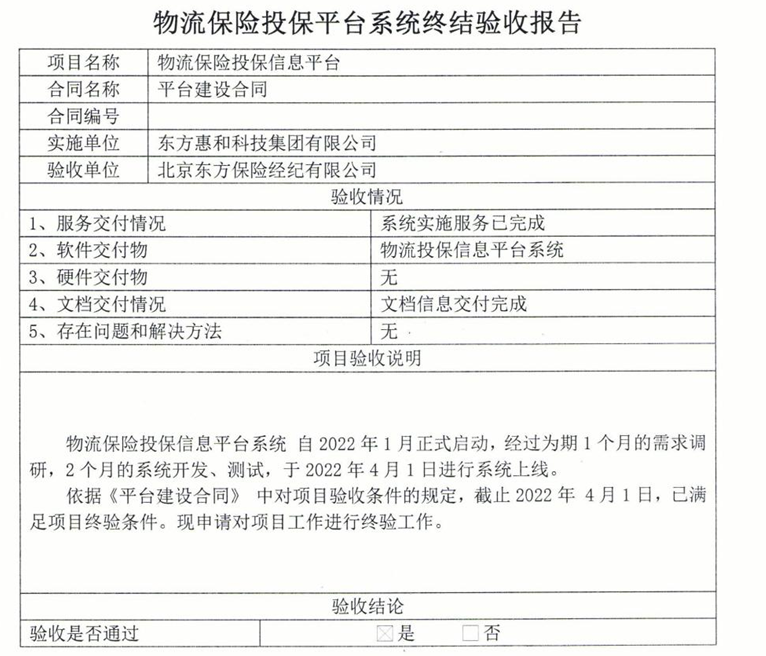 物流保险投保平台系统终结验收报告
项目名称 物流保险投保信息平台
合同名称 平台建设合同
合同编号
实施单位 东方惠和科技集团有限公司
验收单位 北京东方保险经纪有限公司
验收情况
1、服务交付情况 系统实施服务已完成
2、软件交付物 物流投保信息平台系统
3、硬件交付物 无
4、文档交付情况 文档信息交付完成
5、存在问题和解决方法 无
项目验收说明
物流保险投保信息平台系统 自 2022 年 1 月正式启动，经过为期 1 个月的需求调
研，2 个月的系统开发、测试，于 2022 年 4 月 1 日进行系统上线。
依据《平台建设合同》 中对项目验收条件的规定，截止 2022 年 4 月 1 日，已满
足项目终验条件。现申请对项目工作进行终验工作。
验收结论
验收是否通过 ☒是 □否